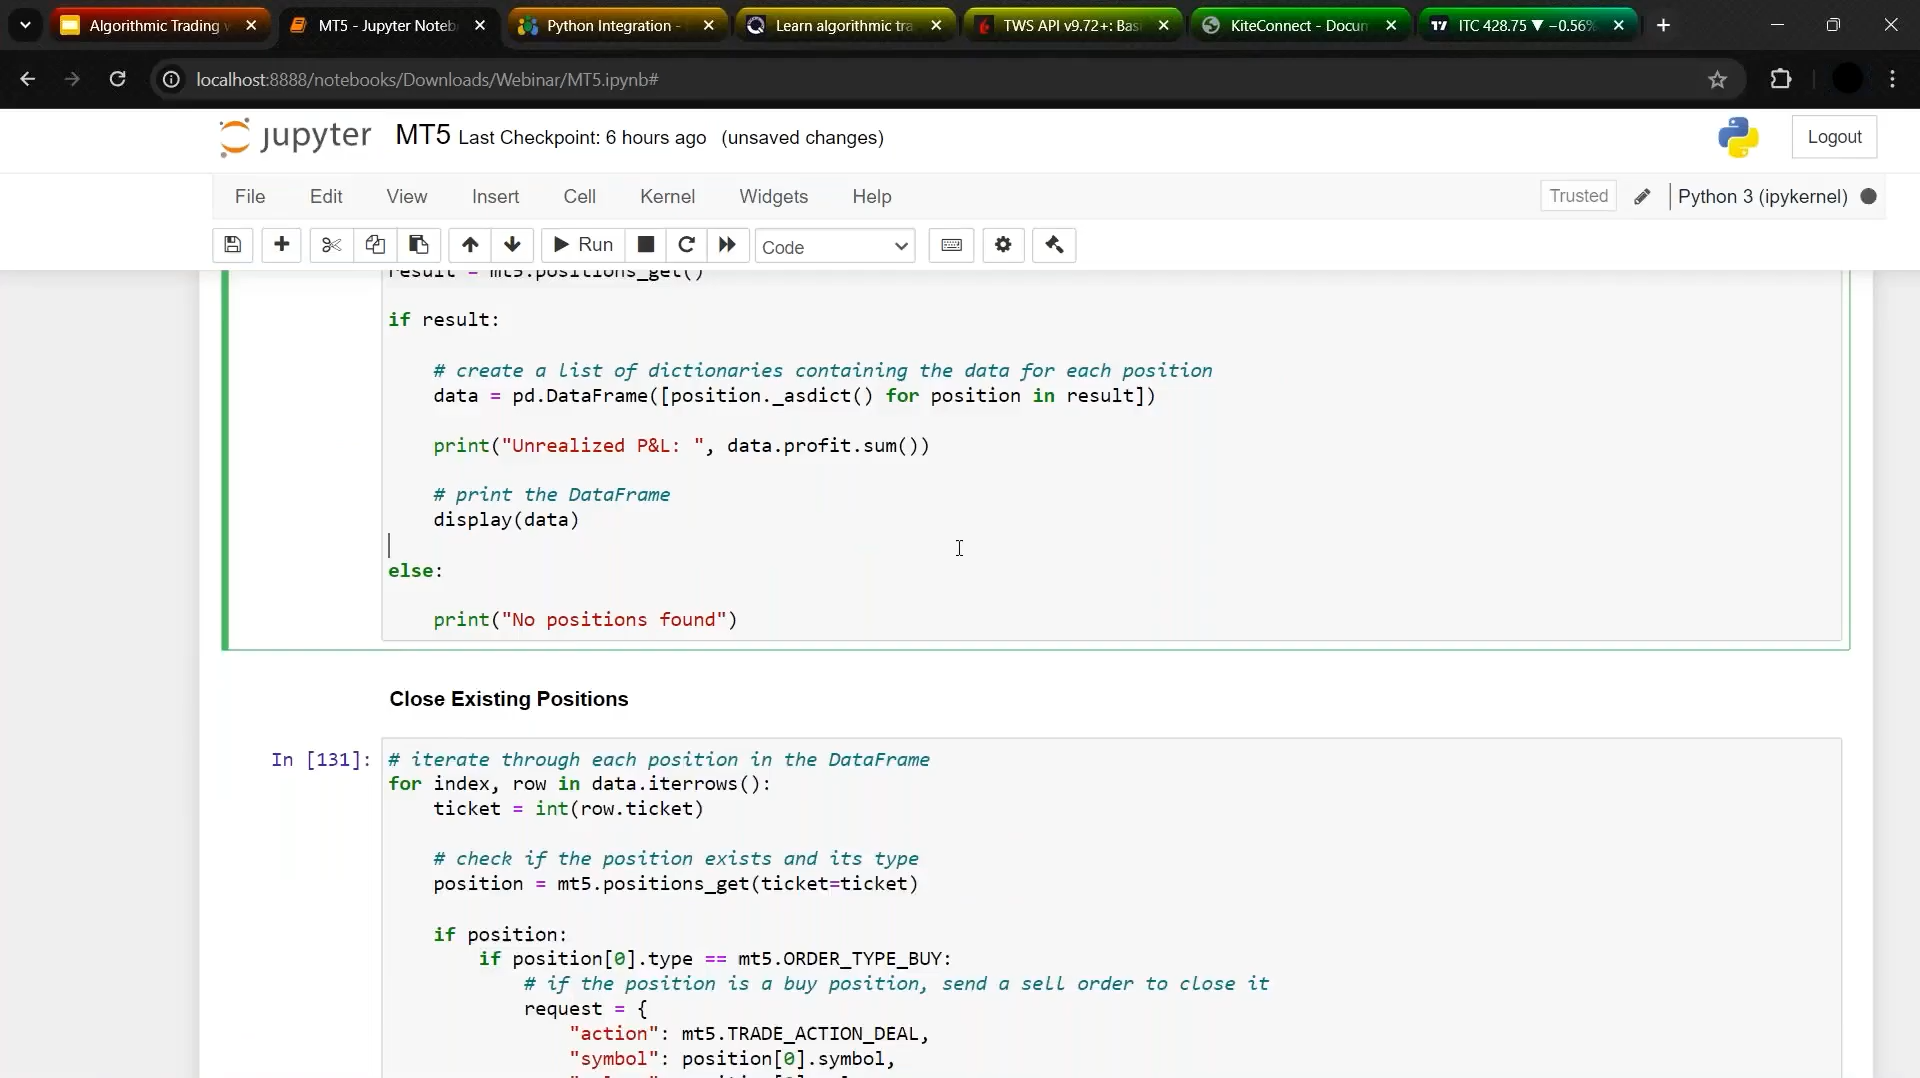 Algorithmic Trading
MT5 - Jupyter Noteb
Python Integration -
Learn algorithmic tra
TWS API v9.72+: Bas
KiteConnect - Docum
ITC 428.75 ▼ −0.56%
localhost:8888/notebooks/Downloads/Webinar/MT5.ipynb#
jupyter MT5 Last Checkpoint: 6 hours ago (unsaved changes)
Logout
File Edit View Insert Cell Kernel Widgets Help
Trusted
Python 3 (ipykernel)
Run
Code
result = mt5.positions_get()
if result:
# create a list of dictionaries containing the data for each position
data = pd.DataFrame([position._asdict() for position in result])
print("Unrealized P&L: ", data.profit.sum())
# print the DataFrame
display(data)
else:
print("No positions found")
Close Existing Positions
In [131]: # iterate through each position in the DataFrame
for index, row in data.iterrows():
ticket = int(row.ticket)
# check if the position exists and its type
position = mt5.positions_get(ticket=ticket)
if position:
if position[0].type == mt5.ORDER_TYPE_BUY:
# if the position is a buy position, send a sell order to close it
request = {
"action": mt5.TRADE_ACTION_DEAL,
"symbol": position[0].symbol,